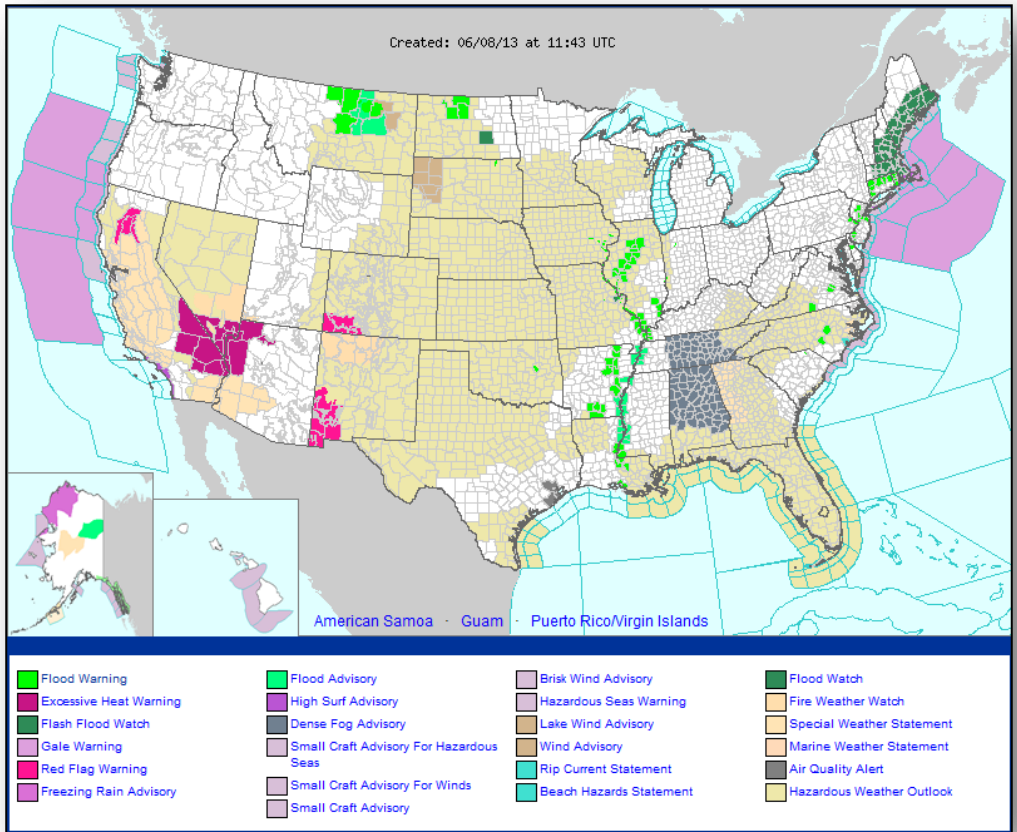 Created: 06/08/13 at 11:43 UTC
American Samoa - Guam - Puerto Rico/Virgin Islands
Flood Warning
Excessive Heat Warning
Flash Flood Watch
Gale Warning
Red Flag Warning
Freezing Rain Advisory
Flood Advisory
High Surf Advisory
Dense Fog Advisory
Small Craft Advisory For Hazardous
Seas
Small Craft Advisory For Winds
Small Craft Advisory
Brisk Wind Advisory
Hazardous Seas Warning
Lake Wind Advisory
Wind Advisory
Rip Current Statement
Beach Hazards Statement
Flood Watch
Fire Weather Watch
Special Weather Statement
Marine Weather Statement
Air Quality Alert
Hazardous Weather Outlook